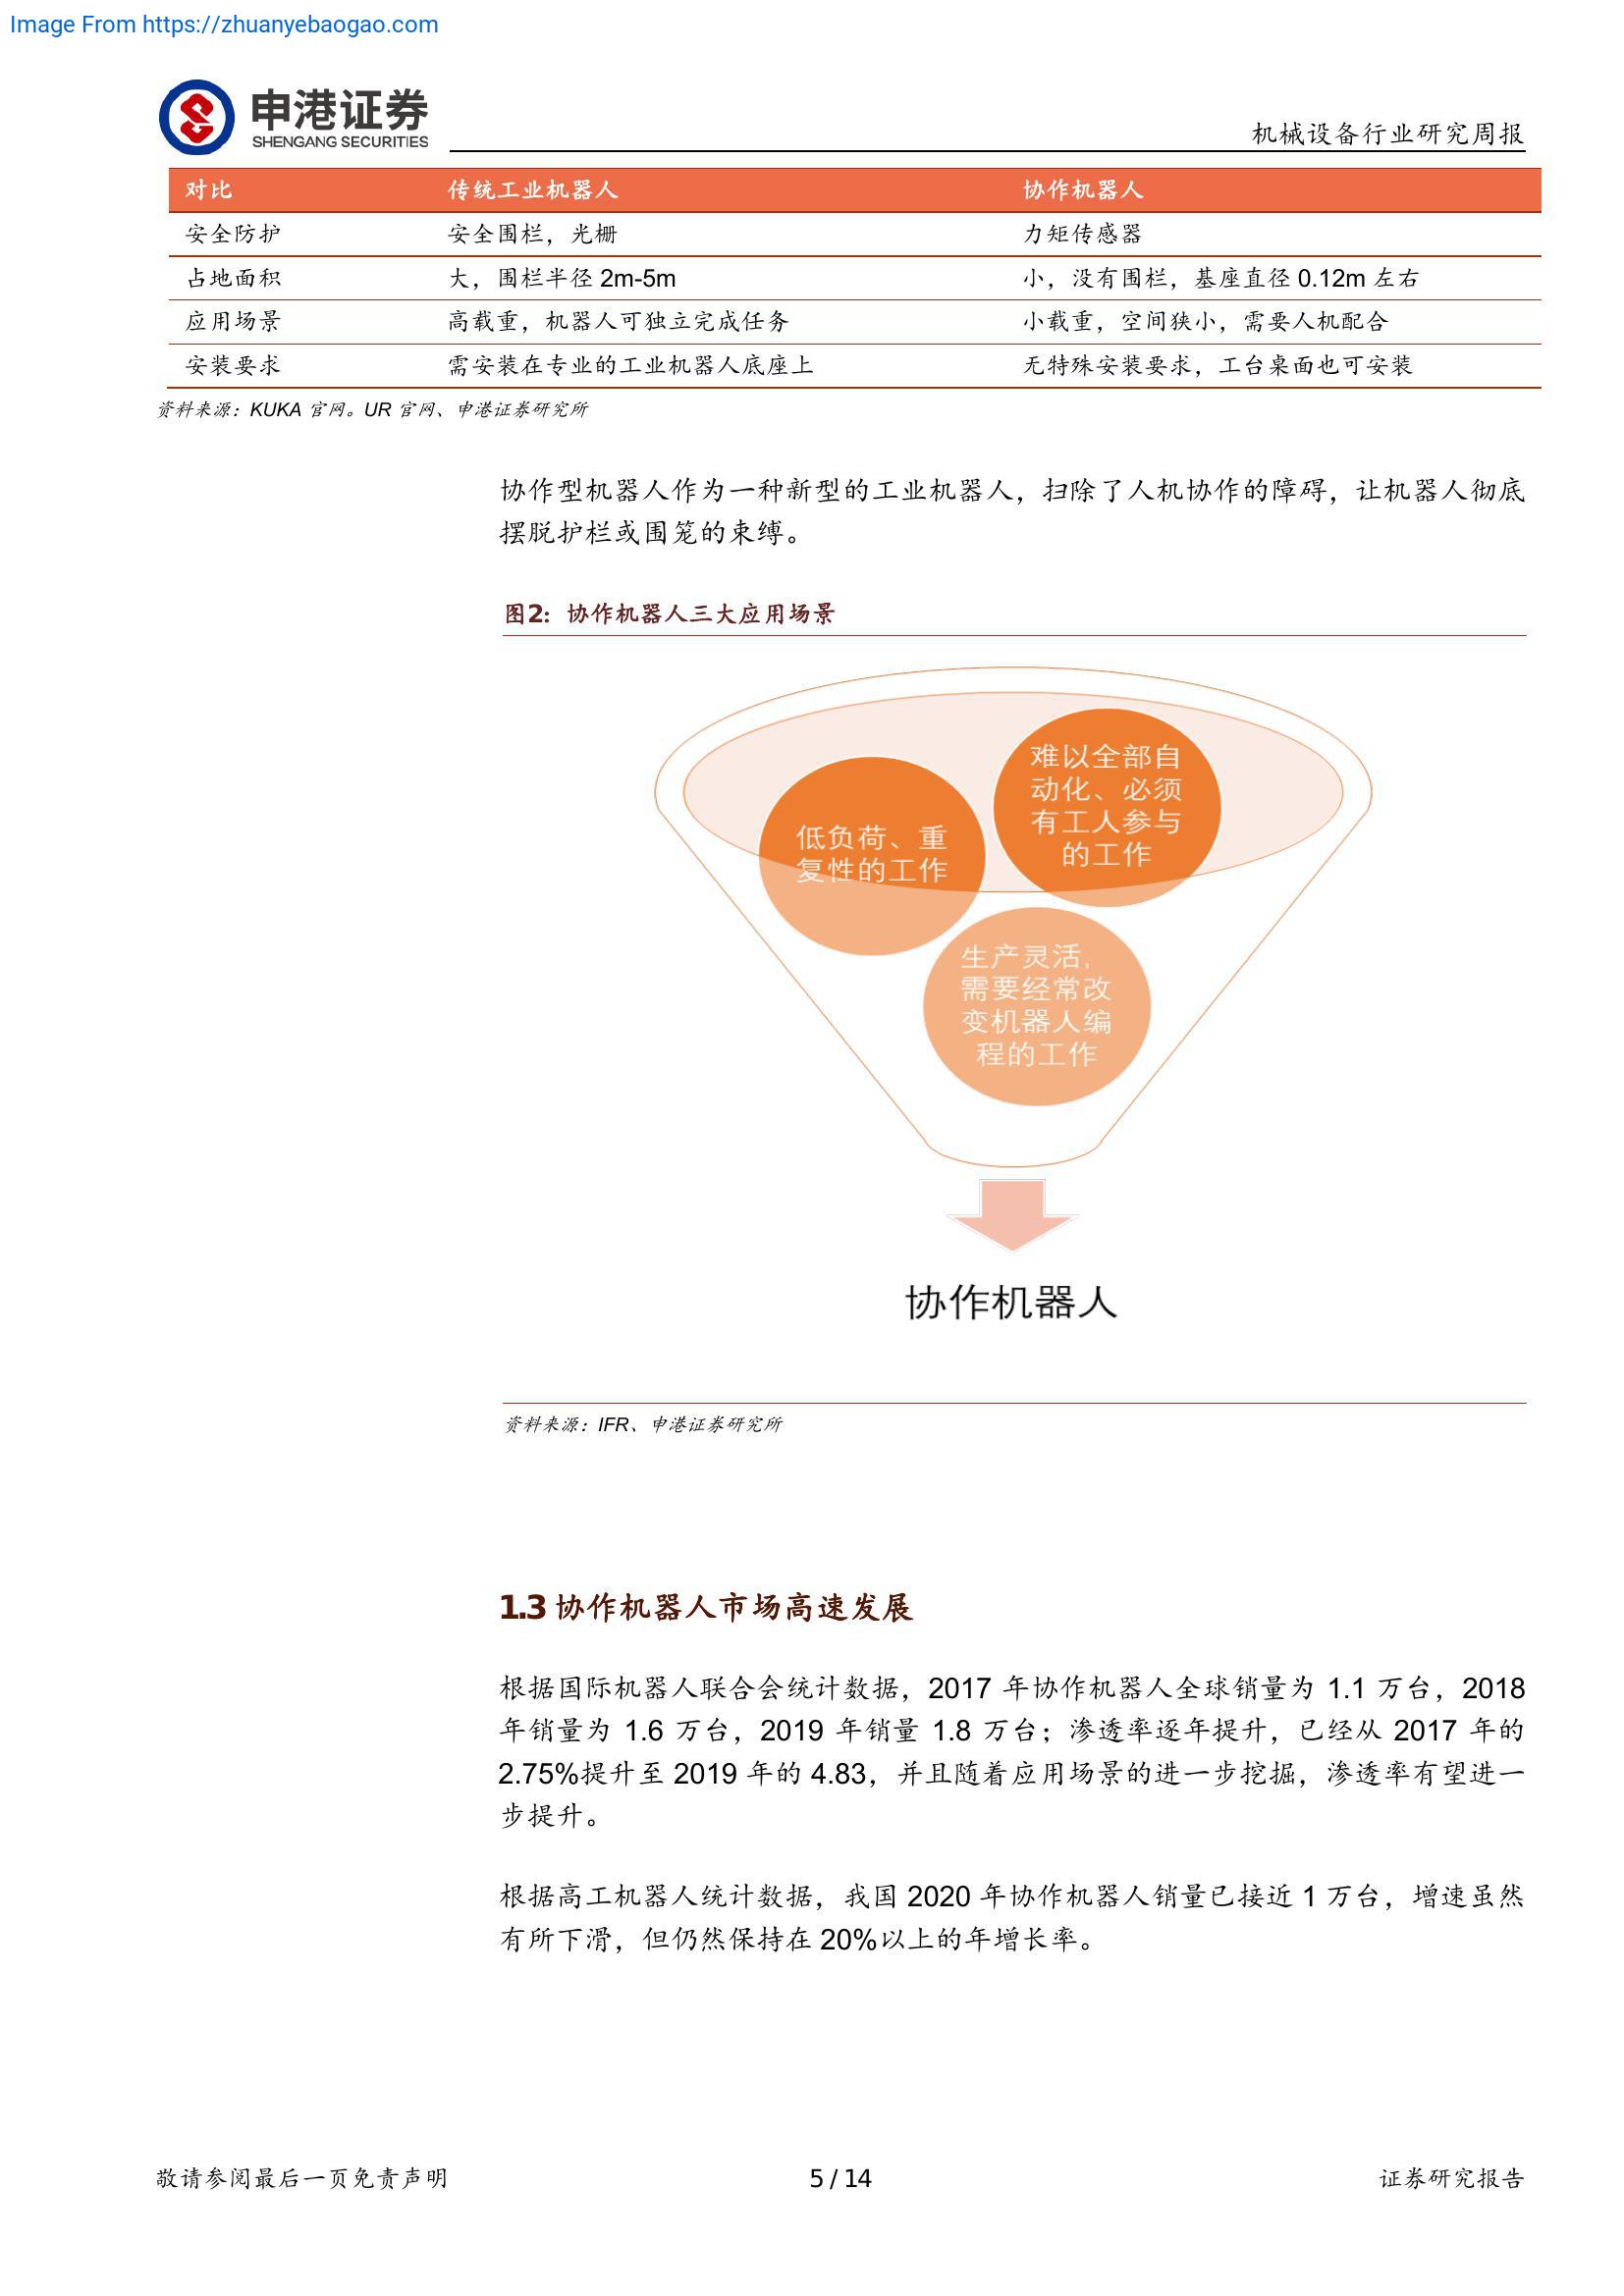 Image From https://zhuanyebaogao.com
申港证券
SHENGANG SECURITIES
机械设备行业研究周报
对比 传统工业机器人 协作机器人
安全防护 安全围栏，光栅 力矩传感器
占地面积 大，围栏半径 2m-5m 小，没有围栏，基座直径 0.12m 左右
应用场景 高载重，机器人可独立完成任务 小载重，空间狭小，需要人机配合
安装要求 需安装在专业的工业机器人底座上 无特殊安装要求，工台桌面也可安装
资料来源：KUKA 官网。UR 官网、申港证券研究所
协作型机器人作为一种新型的工业机器人，扫除了人机协作的障碍，让机器人彻底
摆脱护栏或围笼的束缚。
图2：协作机器人三大应用场景
难以全部自
动化、必须
有工人参与
的工作
低负荷、重
复性的工作
生产灵活，
需要经常改
变机器人编
程的工作
协作机器人
资料来源：IFR、申港证券研究所
1.3 协作机器人市场高速发展
根据国际机器人联合会统计数据，2017 年协作机器人全球销量为 1.1 万台，2018
年销量为 1.6 万台，2019 年销量 1.8 万台；渗透率逐年提升，已经从 2017 年的
2.75%提升至 2019 年的 4.83，并且随着应用场景的进一步挖掘，渗透率有望进一
步提升。
根据高工机器人统计数据，我国 2020 年协作机器人销量已接近 1 万台，增速虽然
有所下滑，但仍然保持在 20%以上的年增长率。
敬请参阅最后一页免责声明 5 / 14 证券研究报告